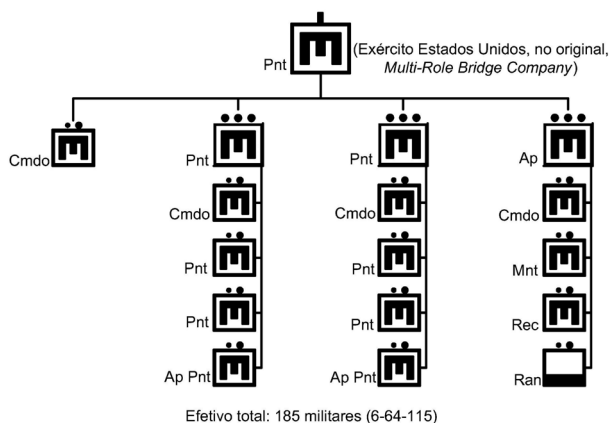 Pnt
(Exército Estados Unidos, no original,
Multi-Role Bridge Company)
Cmdo
Pnt
Pnt
Ap
Cmdo
Cmdo
Cmdo
Pnt
Pnt
Mnt
Pnt
Pnt
Rec
Ap Pnt
Ap Pnt
Ran
Efetivo total: 185 militares (6-64-115)